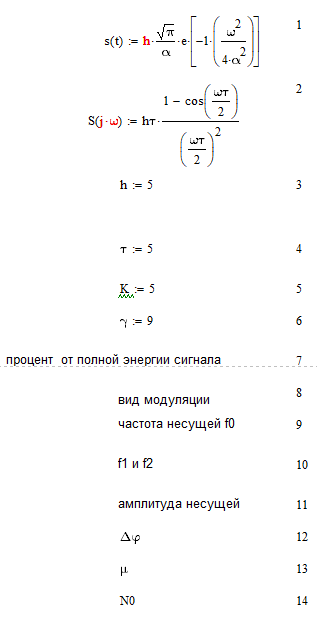 s(t) := h·√π/α·e·[-1·(ω²/4·α²)] 1
S(j·ω) := hτ·(1 - cos(ωτ/2))/(ωτ/2)² 2
h := 5 3
τ := 5 4
K := 5 5
γ := 9 6
процент от полной энергии сигнала 7
вид модуляции 8
частота несущей f0 9
f1 и f2 10
амплитуда несущей 11
Δφ 12
μ 13
N0 14